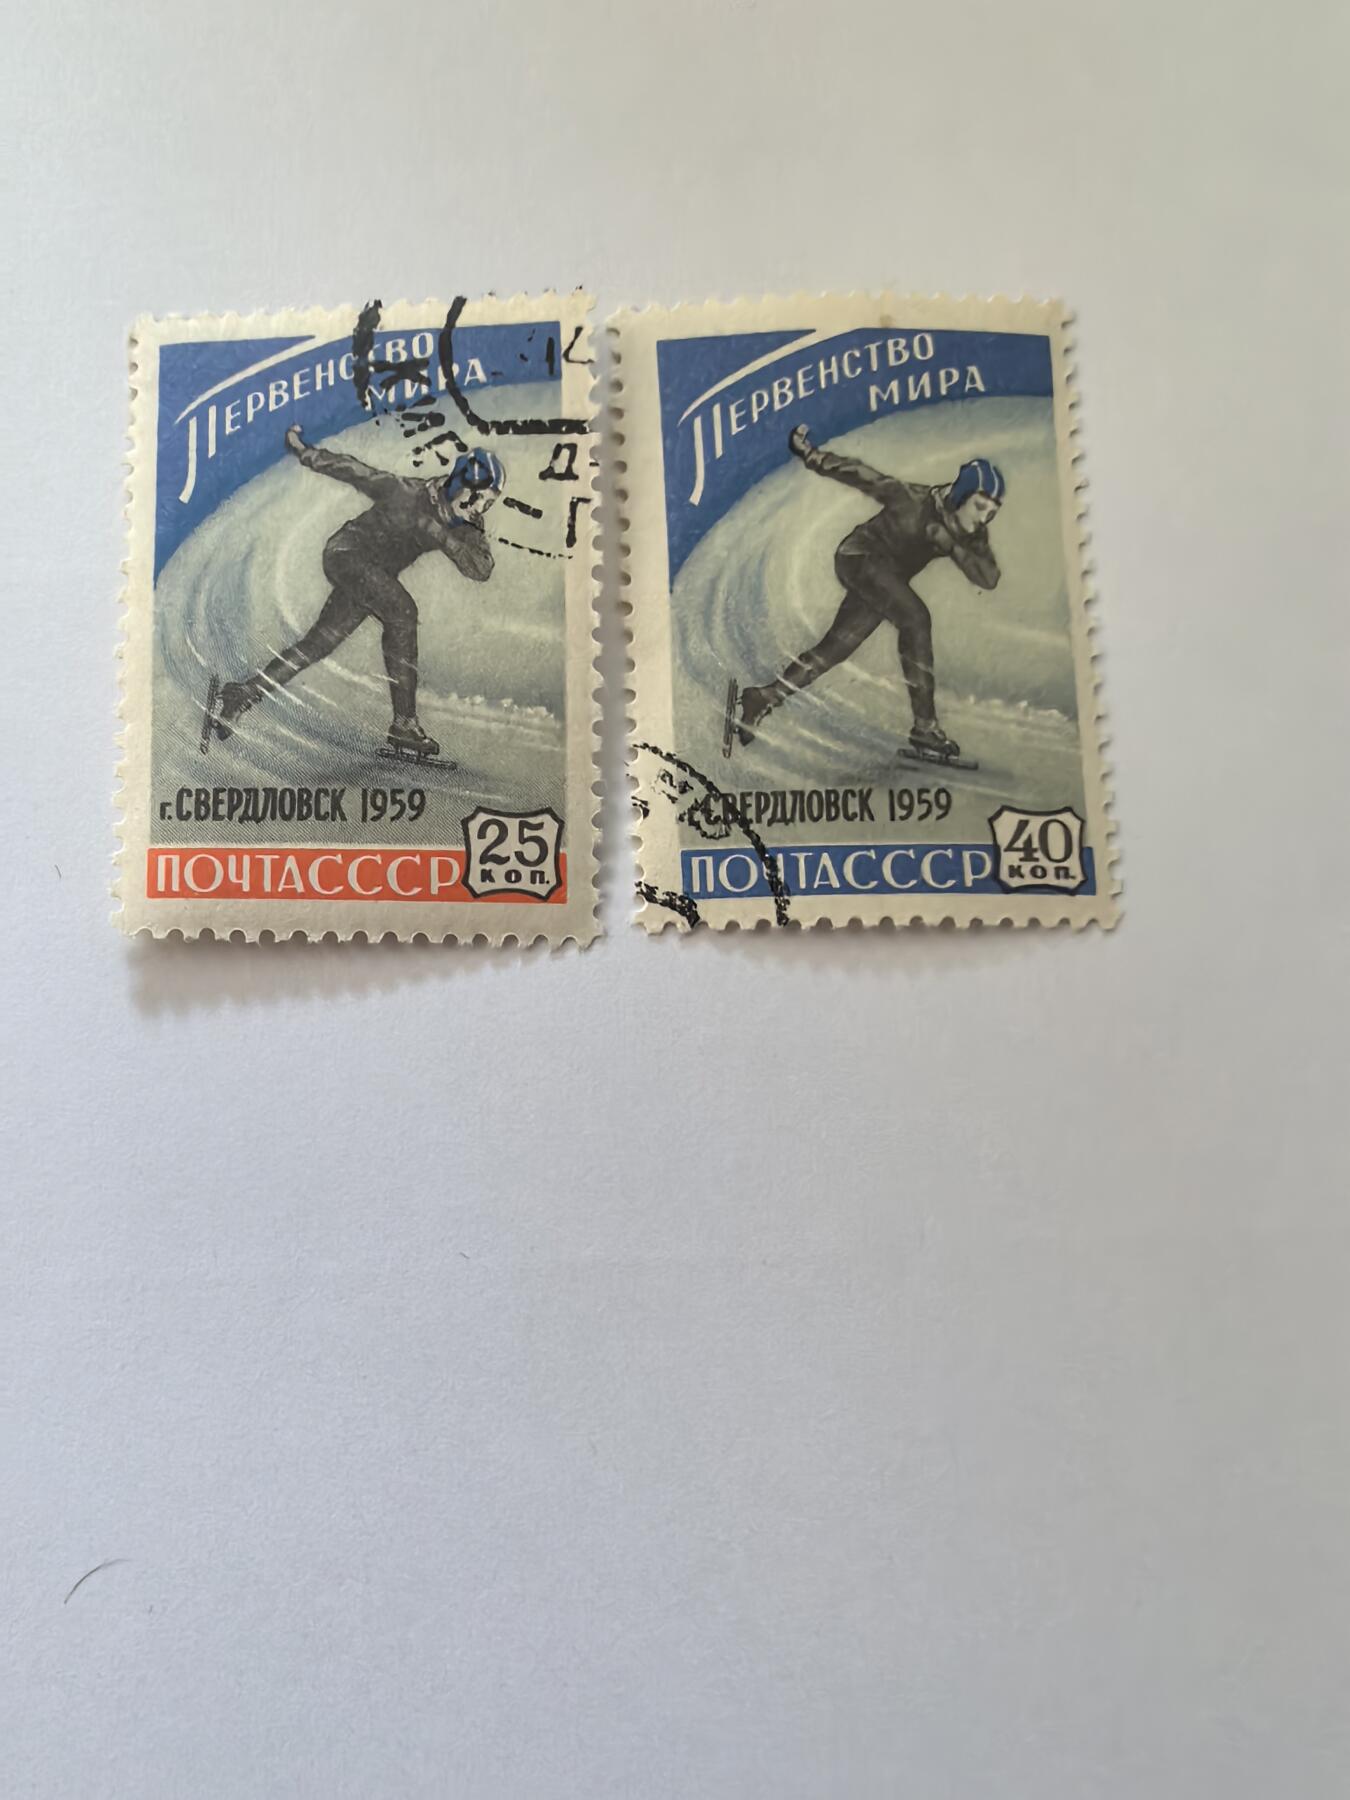 Первенство
мира
г. Свердловск 1959
ПОЧТА СССР
25
коп.
Первенство
мира
г. Свердловск 1959
ПОЧТА СССР
40
коп.